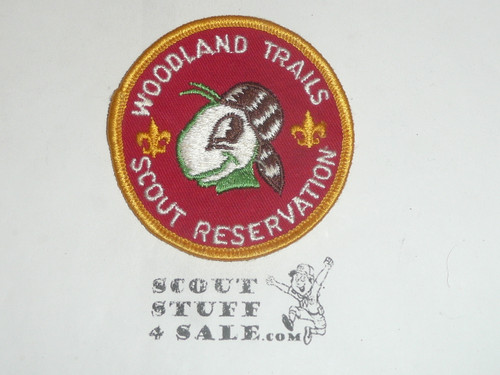 WOODLAND TRAILS
SCOUT RESERVATION
SCOUT
STUFF
4 SALE.COM